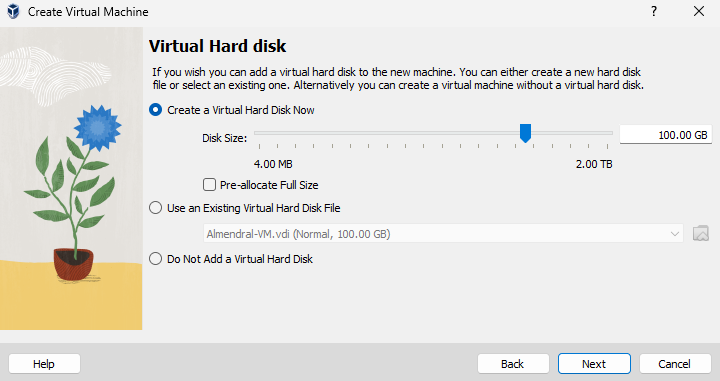 Create Virtual Machine
?
Virtual Hard disk
If you wish you can add a virtual hard disk to the new machine. You can either create a new hard disk
file or select an existing one. Alternatively you can create a virtual machine without a virtual hard disk.
Create a Virtual Hard Disk Now
Disk Size:
100.00 GB
4.00 MB
2.00 TB
Pre-allocate Full Size
Use an Existing Virtual Hard Disk File
Almendral-VM.vdi (Normal, 100.00 GB)
Do Not Add a Virtual Hard Disk
Help
Back
Next
Cancel